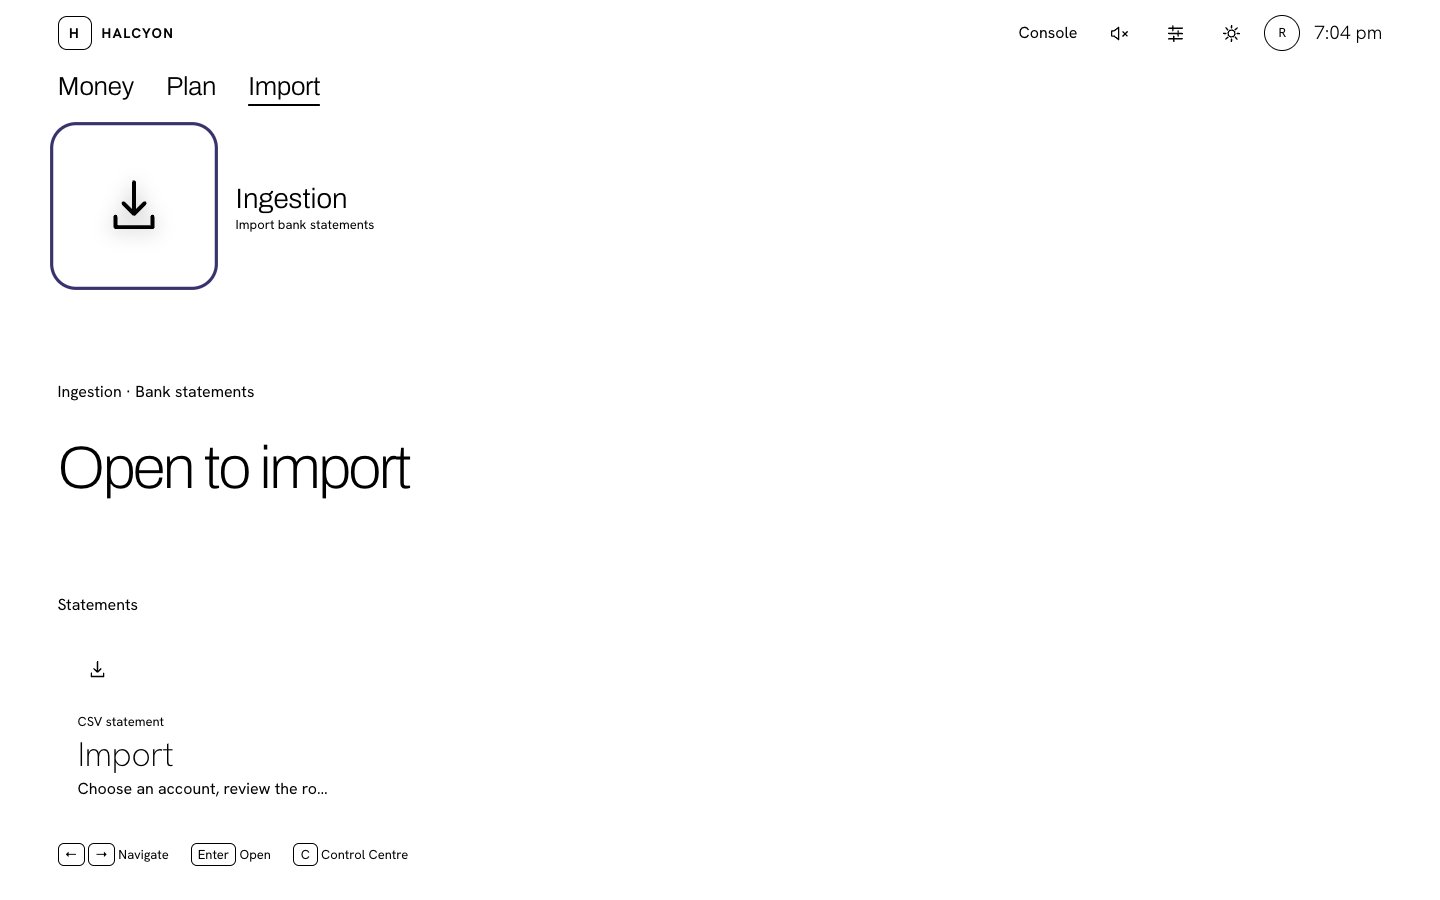 H HALCYON
Console
R
7:04 pm
Money Plan Import
Ingestion
Import bank statements
Ingestion · Bank statements
Open to import
Statements
CSV statement
Import
Choose an account, review the ro…
← → Navigate Enter Open C Control Centre